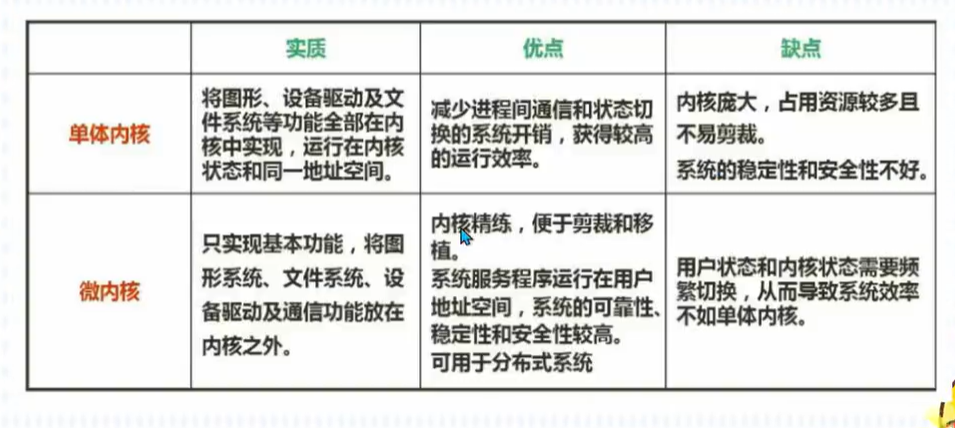 实质 优点 缺点
单体内核
将图形、设备驱动及文
件系统等功能全部在内
核中实现，运行在内核
状态和同一地址空间。
减少进程间通信和状态切
换的系统开销，获得较高
的运行效率。
内核庞大，占用资源较多且
不易剪裁。
系统的稳定性和安全性不好。
微内核
只实现基本功能，将图
形系统、文件系统、设
备驱动及通信功能放在
内核之外。
内核精练，便于剪裁和移
植。
系统服务程序运行在用户
地址空间，系统的可靠性、
稳定性和安全性较高。
可用于分布式系统
用户状态和内核状态需要频
繁切换，从而导致系统效率
不如单体内核。